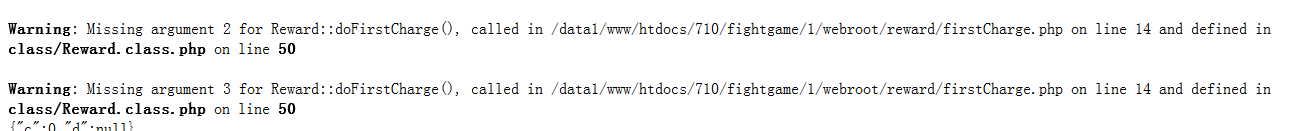 Warning: Missing argument 2 for Reward::doFirstCharge(), called in /data1/www/htdocs/710/fightgame/1/webroot/reward/firstCharge.php on line 14 and defined in
class/Reward.class.php on line 50
Warning: Missing argument 3 for Reward::doFirstCharge(), called in /data1/www/htdocs/710/fightgame/1/webroot/reward/firstCharge.php on line 14 and defined in
class/Reward.class.php on line 50
{"c":0,"d":null}